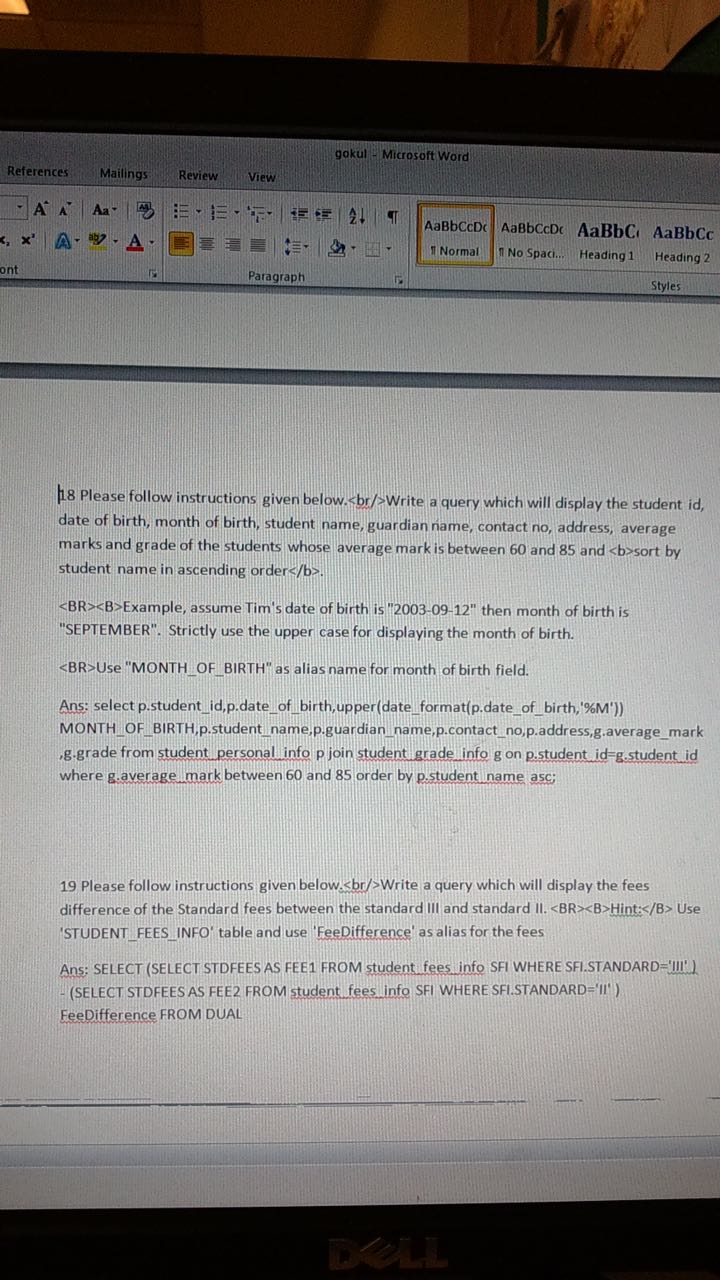 gokul - Microsoft Word
References Mailings Review View
Aa
AaBbCcDc AaBbCcDc AaBbC AaBbCc
¶ Normal ¶ No Spaci... Heading 1 Heading 2
ont Paragraph Styles
18 Please follow instructions given below.<br/>Write a query which will display the student id,
date of birth, month of birth, student name, guardian name, contact no, address, average
marks and grade of the students whose average mark is between 60 and 85 and <b>sort by
student name in ascending order</b>.
<BR><B>Example, assume Tim's date of birth is "2003-09-12" then month of birth is
"SEPTEMBER". Strictly use the upper case for displaying the month of birth.
<BR>Use "MONTH_OF_BIRTH" as alias name for month of birth field.
Ans: select p.student_id,p.date_of_birth,upper(date_format(p.date_of_birth,'%M'))
MONTH_OF_BIRTH,p.student_name,p.guardian_name,p.contact_no,p.address,g.average_mark
,g.grade from student_personal_info p join student_grade_info g on p.student_id=g.student_id
where g.average_mark between 60 and 85 order by p.student_name asc;
19 Please follow instructions given below.<br/>Write a query which will display the fees
difference of the Standard fees between the standard III and standard II. <BR><B>Hint:</B> Use
'STUDENT_FEES_INFO' table and use 'FeeDifference' as alias for the fees
Ans: SELECT (SELECT STDFEES AS FEE1 FROM student_fees_info SFI WHERE SFI.STANDARD='III' )
- (SELECT STDFEES AS FEE2 FROM student_fees_info SFI WHERE SFI.STANDARD='II' )
FeeDifference FROM DUAL
DELL